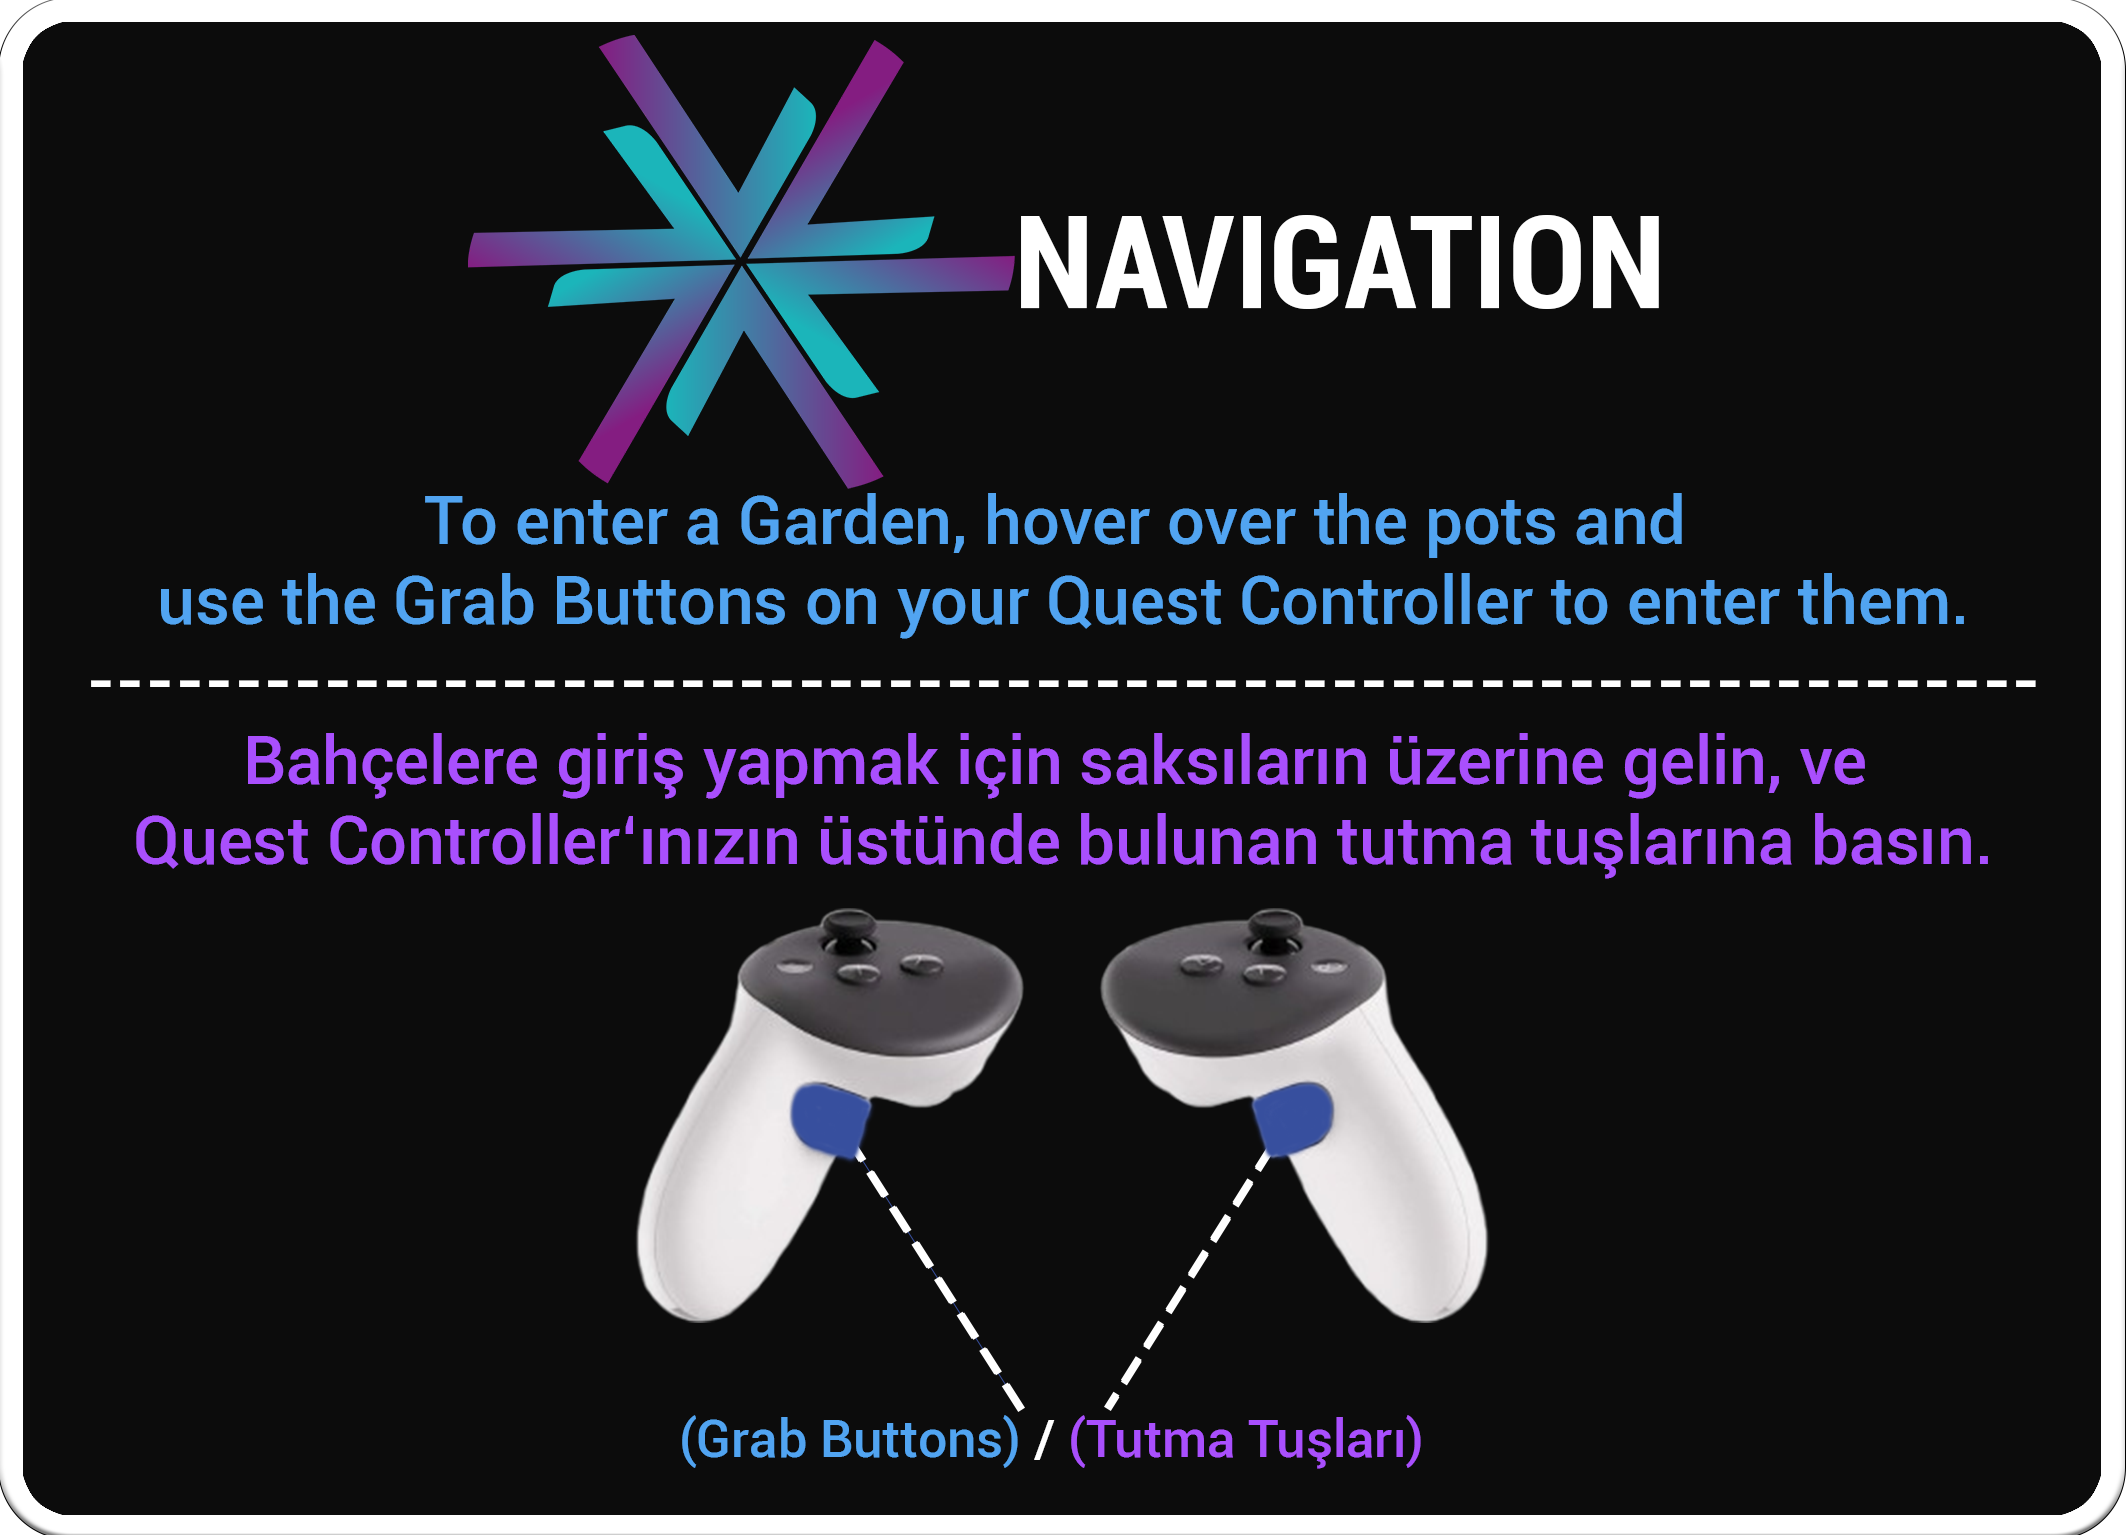 NAVIGATION
To enter a Garden, hover over the pots and
use the Grab Buttons on your Quest Controller to enter them.
Bahçelere giriş yapmak için saksıların üzerine gelin, ve
Quest Controller‘ınızın üstünde bulunan tutma tuşlarına basın.
(Grab Buttons) / (Tutma Tuşları)